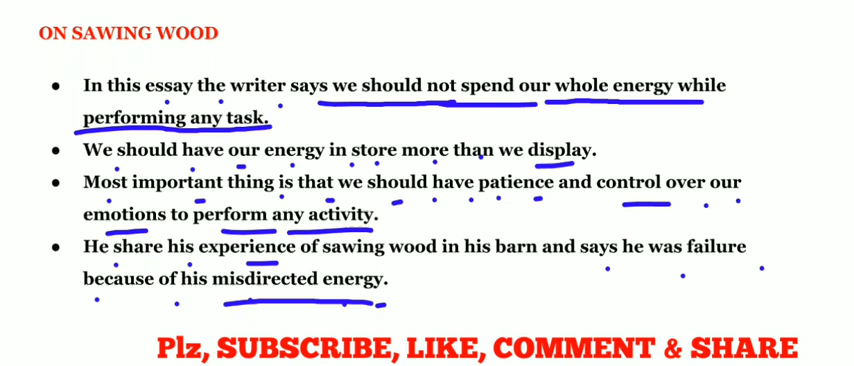 ON SAWING WOOD
● In this essay the writer says we should not spend our whole energy while
performing any task.
● We should have our energy in store more than we display.
● Most important thing is that we should have patience and control over our
emotions to perform any activity.
● He share his experience of sawing wood in his barn and says he was failure
because of his misdirected energy.
Plz, SUBSCRIBE, LIKE, COMMENT & SHARE